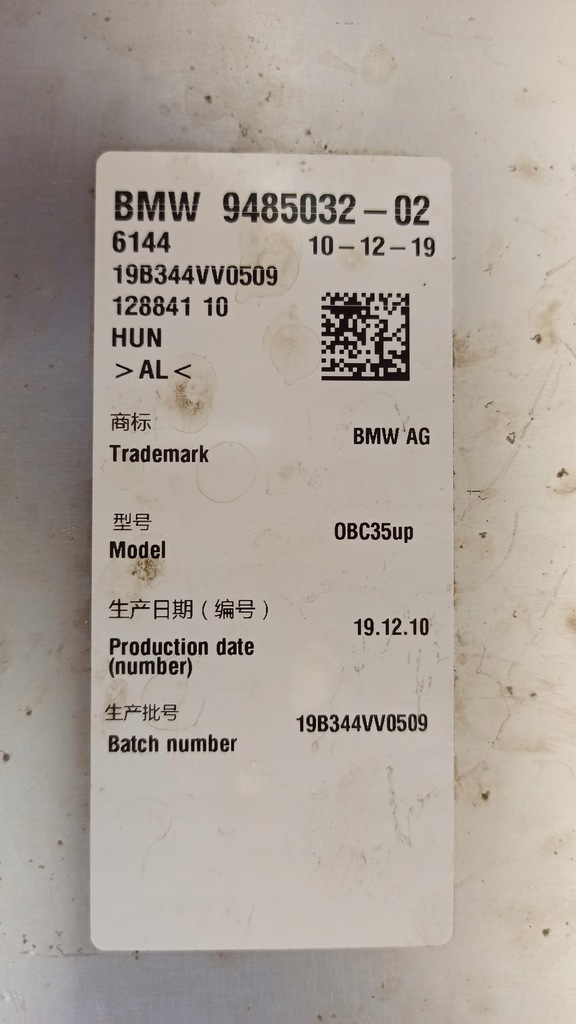 BMW 9485032-02
6144 10-12-19
19B344VV0509
128841 10
HUN
>AL<
商标
Trademark
BMW AG
型号
Model
OBC35up
生产日期（编号）
Production date
(number)
19.12.10
生产批号
Batch number
19B344VV0509